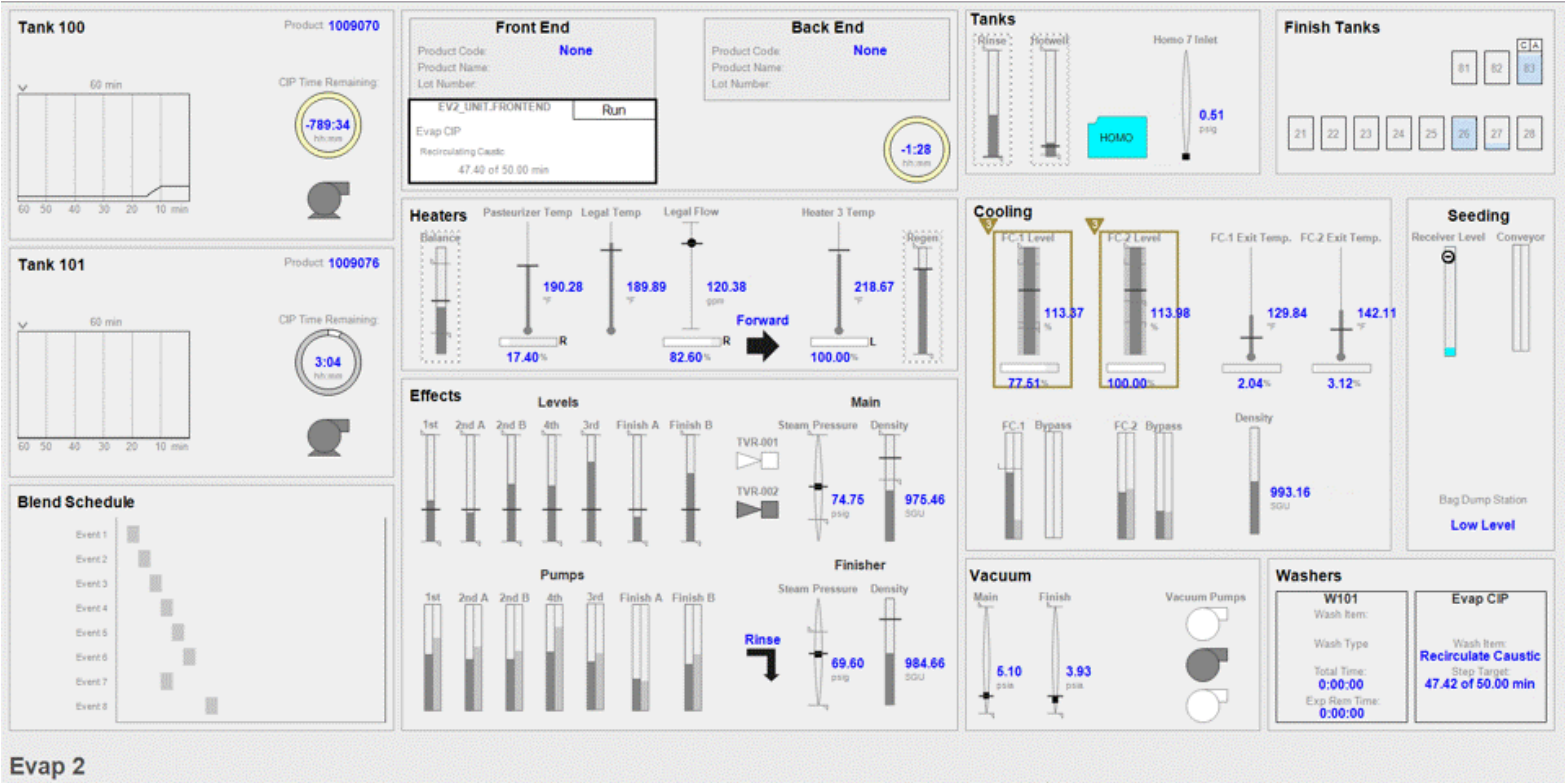 Tank 100
Product 1009070
60 min
CIP Time Remaining:
-789:34
hh:mm
60 50 40 30 20 10 min
Tank 101
Product 1009076
60 min
CIP Time Remaining:
3:04
hh:mm
60 50 40 30 20 10 min
Blend Schedule
Event 1
Event 2
Event 3
Event 4
Event 5
Event 6
Event 7
Event 8
Front End
Product Code: None
Product Name:
Lot Number:
EV2_UNIT.FRONTEND Run
Evap CIP
Recirculating Caustic
47.40 of 50.00 min
Back End
Product Code: None
Product Name:
Lot Number:
-1:28
hh:mm
Heaters
Balance
Pasteurizer Temp Legal Temp Legal Flow Heater 3 Temp Regen
190.28
°F
189.89
°F
120.38
gpm
218.67
°F
Forward
R R L
17.40% 82.60% 100.00%
Effects
Levels
1st 2nd A 2nd B 4th 3rd Finish A Finish B
TVR-001
TVR-002
Main
Steam Pressure Density
74.75
psig
975.46
SGU
Pumps
1st 2nd A 2nd B 4th 3rd Finish A Finish B
Rinse
Finisher
Steam Pressure Density
69.60
psig
984.66
SGU
Tanks
Rinse Hotwell Homo 7 Inlet
HOMO
0.51
psig
Finish Tanks
C A
81 82 83
21 22 23 24 25 26 27 28
Cooling
3 3
FC-1 Level FC-2 Level FC-1 Exit Temp. FC-2 Exit Temp.
113.37
%
113.98
%
129.84
°F
142.11
°F
77.51% 100.00% 2.04% 3.12%
FC-1 Bypass FC-2 Bypass Density
993.16
SGU
Seeding
Receiver Level Conveyor
Bag Dump Station
Low Level
Vacuum
Main Finish Vacuum Pumps
5.10
psia
3.93
psia
Washers
W101
Wash Item:
Wash Type
Total Time:
0:00:00
Exp Rem Time:
0:00:00
Evap CIP
Wash Item:
Recirculate Caustic
Step Target:
47.42 of 50.00 min
Evap 2